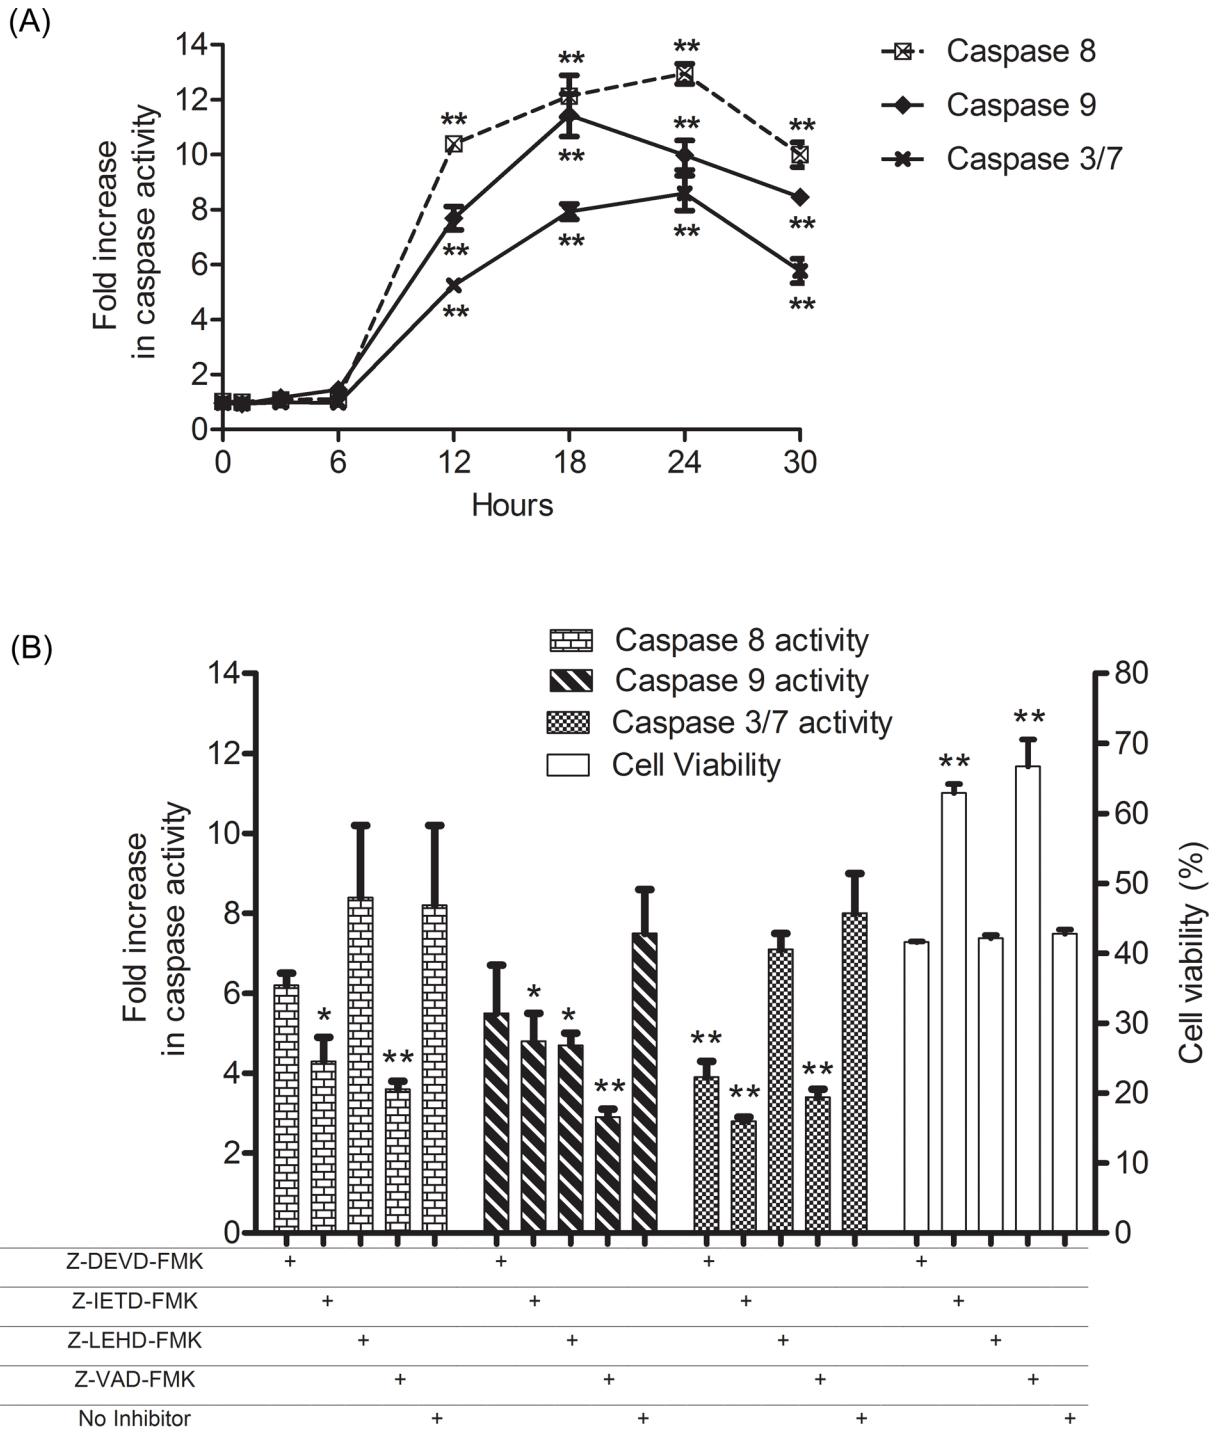 (A)
14
12
10
8
6
4
2
0
Fold increase
in caspase activity
** ** **
** ** **
** ** **
** ** **
0 6 12 18 24 30
Hours
Caspase 8
Caspase 9
Caspase 3/7
(B)
Caspase 8 activity
Caspase 9 activity
Caspase 3/7 activity
Cell Viability
14
12
10
8
6
4
2
0
Fold increase
in caspase activity
* ** * * ** ** ** ** ** **
80
70
60
50
40
30
20
10
0
Cell viability (%)
Z-DEVD-FMK + + + +
Z-IETD-FMK + + + +
Z-LEHD-FMK + + + +
Z-VAD-FMK + + + +
No Inhibitor + + + +